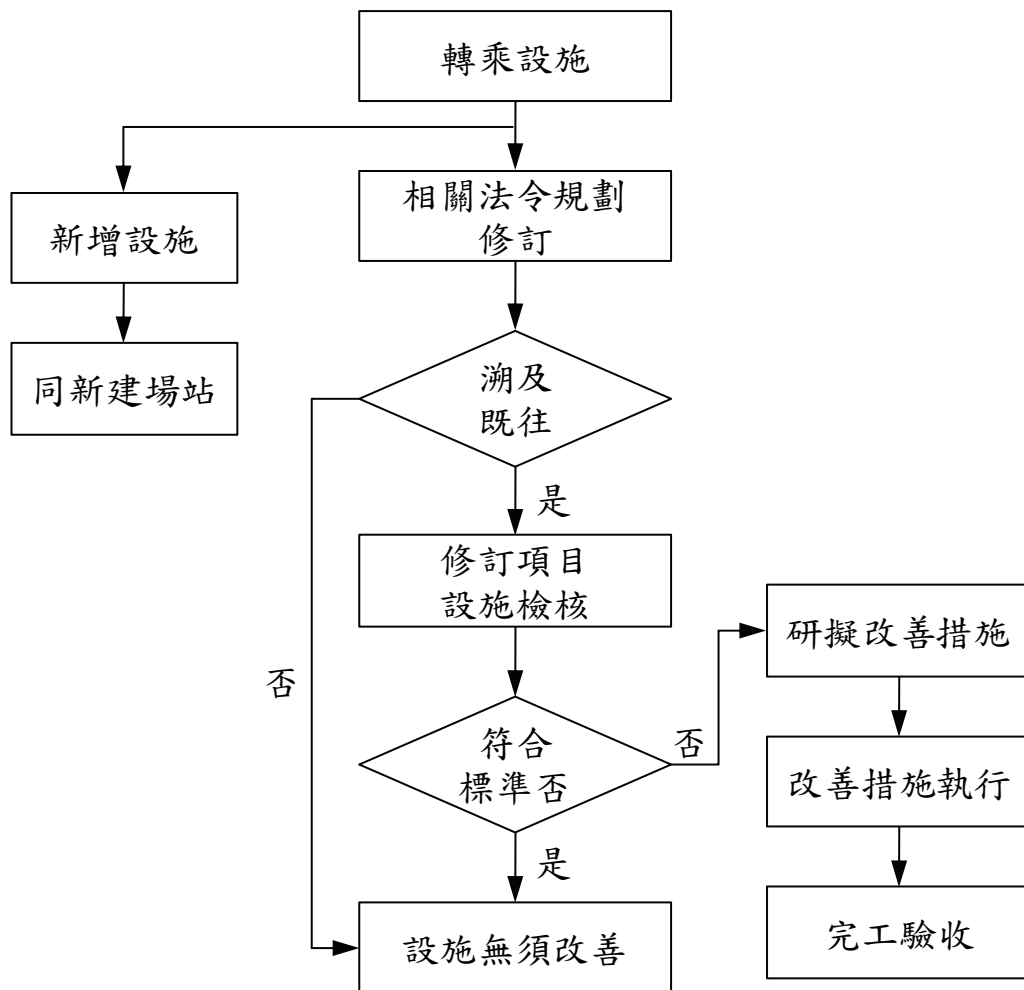 轉乘設施
相關法令規劃
修訂
新增設施
同新建場站
溯及
既往
是
修訂項目
設施檢核
研擬改善措施
否
符合
標準否
否
改善措施執行
是
設施無須改善
完工驗收